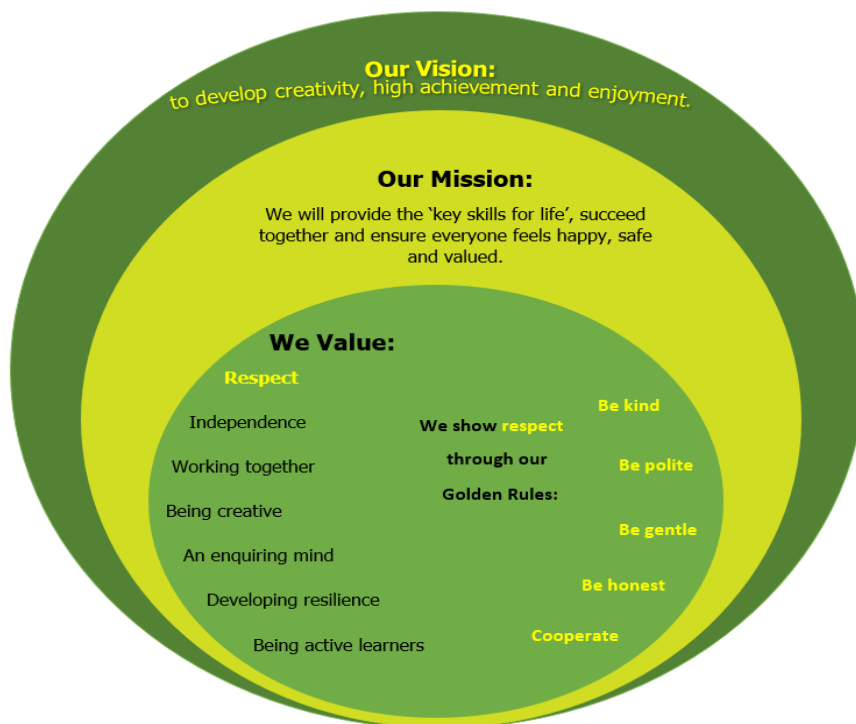 Our Vision:
to develop creativity, high achievement and enjoyment.
Our Mission:
We will provide the ‘key skills for life’, succeed
together and ensure everyone feels happy, safe
and valued.
We Value:
Respect
Independence
Working together
Being creative
An enquiring mind
Developing resilience
Being active learners
We show respect
through our
Golden Rules:
Be kind
Be polite
Be gentle
Be honest
Cooperate